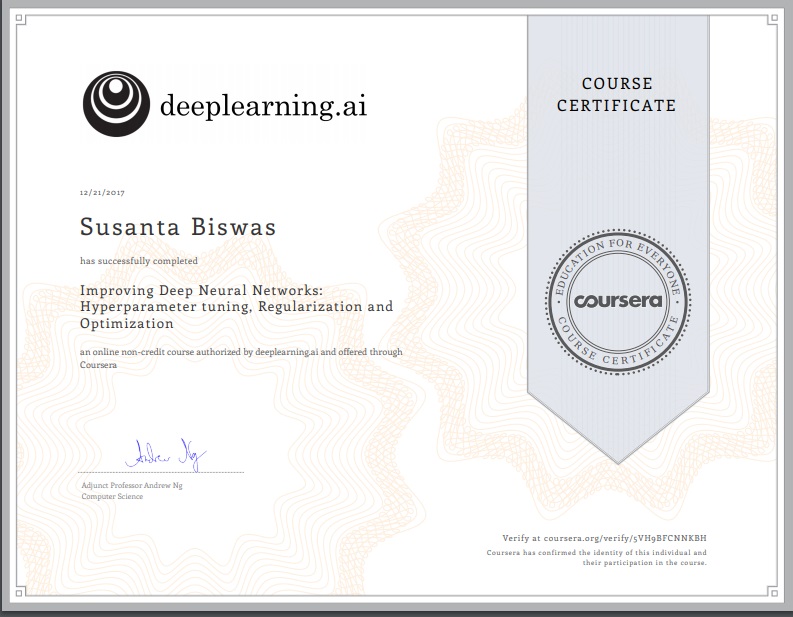 deeplearning.ai
COURSE
CERTIFICATE
12/21/2017
Susanta Biswas
has successfully completed
Improving Deep Neural Networks:
Hyperparameter tuning, Regularization and
Optimization
an online non-credit course authorized by deeplearning.ai and offered through
Coursera
EDUCATION FOR EVERYONE
coursera
COURSE CERTIFICATE
Andrew Ng
Adjunct Professor Andrew Ng
Computer Science
Verify at coursera.org/verify/5VH9BFCNNKBH
Coursera has confirmed the identity of this individual and
their participation in the course.